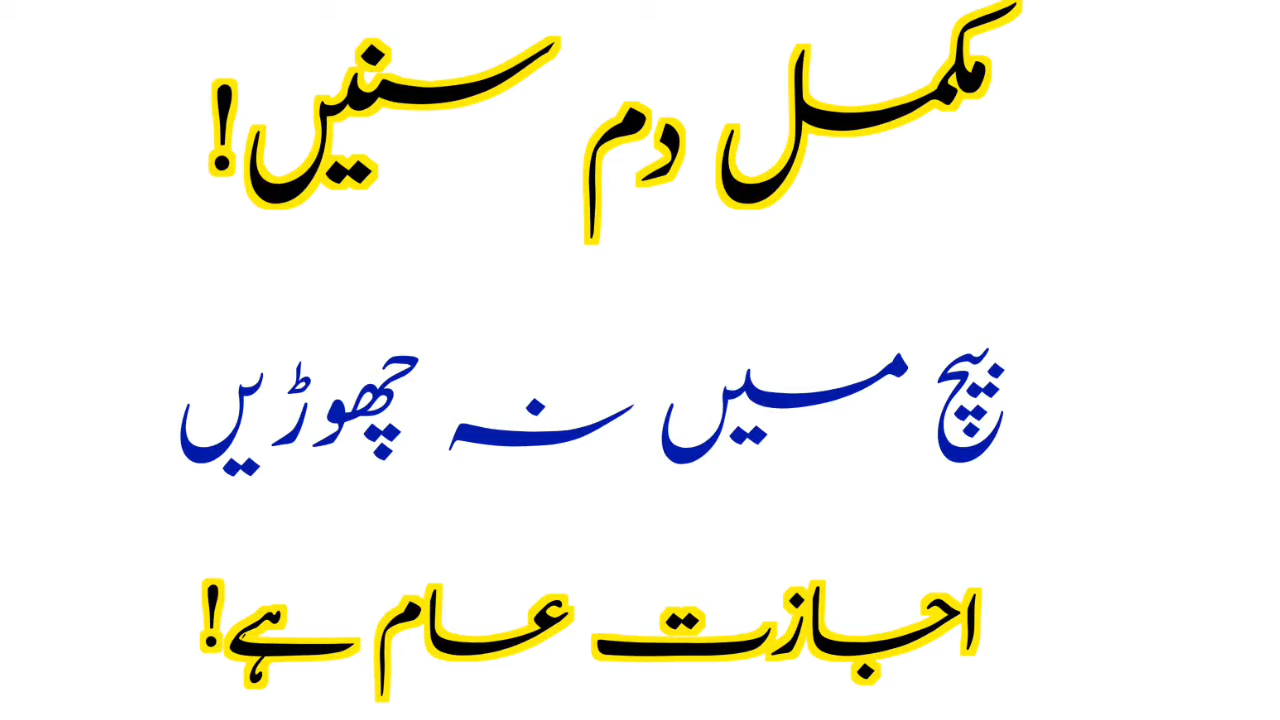 مکمل دم سنیں!
بیچ میں نہ چھوڑیں
اجازت عام ہے!